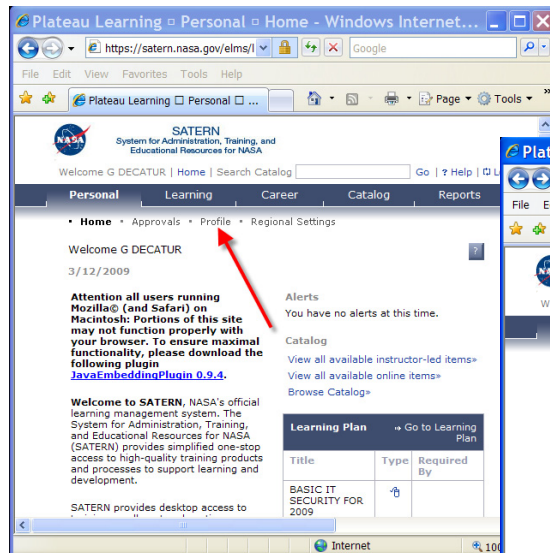 Plateau Learning □ Personal □ Home - Windows Internet...
https://satern.nasa.gov/elms/l
Google
File Edit View Favorites Tools Help
Plateau Learning □ Personal □ ...
Page Tools »
NASA
SATERN
System for Administration, Training, and
Educational Resources for NASA
Welcome G DECATUR | Home | Search Catalog Go | ? Help |
Personal Learning Career Catalog Reports
• Home • Approvals • Profile • Regional Settings
Welcome G DECATUR
?
3/12/2009
Attention all users running
Mozilla© (and Safari) on
Macintosh: Portions of this site
may not function properly with
your browser. To ensure maximal
functionality, please download the
following plugin
JavaEmbeddingPlugin 0.9.4.
Welcome to SATERN, NASA's official
learning management system. The
System for Administration, Training,
and Educational Resources for NASA
(SATERN) provides simplified one-stop
access to high-quality training products
and processes to support learning and
development.
SATERN provides desktop access to
Alerts
You have no alerts at this time.
Catalog
View all available instructor-led items»
View all available online items»
Browse Catalog»
Learning Plan Go to Learning
Plan
Title Type Required
By
BASIC IT
SECURITY FOR
2009
Internet
100
Plat
File E
W